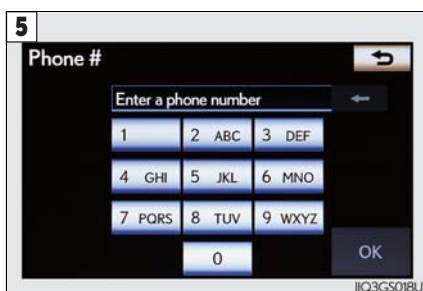 5
Phone #
Enter a phone number
1
2 ABC
3 DEF
4 GHI
5 JKL
6 MNO
7 PQRS
8 TUV
9 WXYZ
0
OK
IIQ3GS018U